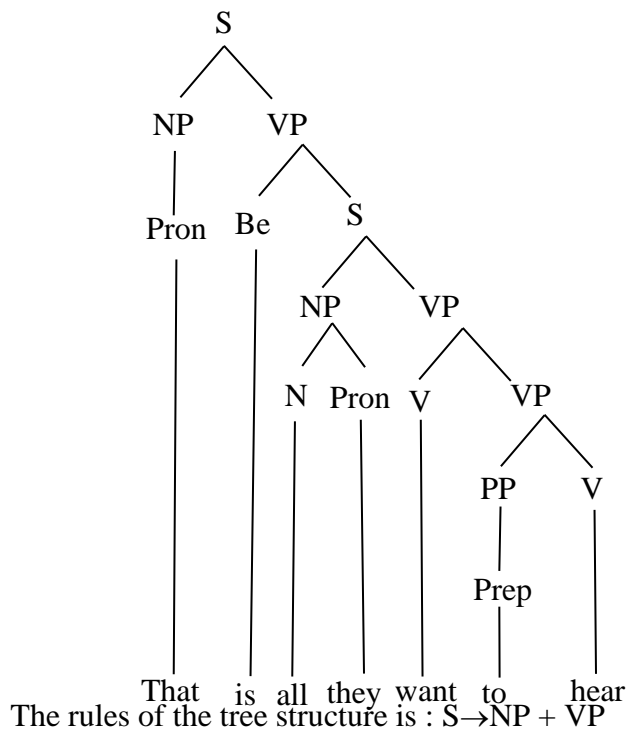 S
NP VP
Pron Be S
NP VP
N Pron V VP
PP V
Prep
That is all they want to hear
The rules of the tree structure is : S→NP + VP